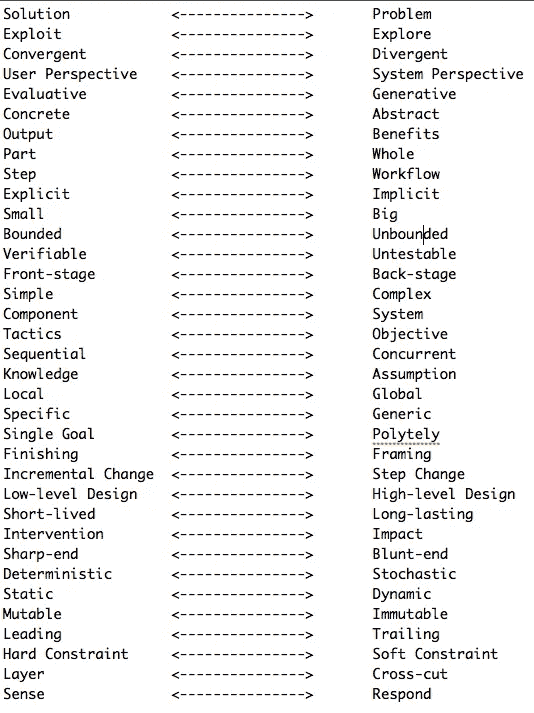 Solution <--------------> Problem
Exploit <--------------> Explore
Convergent <--------------> Divergent
User Perspective <--------------> System Perspective
Evaluative <--------------> Generative
Concrete <--------------> Abstract
Output <--------------> Benefits
Part <--------------> Whole
Step <--------------> Workflow
Explicit <--------------> Implicit
Small <--------------> Big
Bounded <--------------> Unbounded
Verifiable <--------------> Untestable
Front-stage <--------------> Back-stage
Simple <--------------> Complex
Component <--------------> System
Tactics <--------------> Objective
Sequential <--------------> Concurrent
Knowledge <--------------> Assumption
Local <--------------> Global
Specific <--------------> Generic
Single Goal <--------------> Polytely
Finishing <--------------> Framing
Incremental Change <--------------> Step Change
Low-level Design <--------------> High-level Design
Short-lived <--------------> Long-lasting
Intervention <--------------> Impact
Sharp-end <--------------> Blunt-end
Deterministic <--------------> Stochastic
Static <--------------> Dynamic
Mutable <--------------> Immutable
Leading <--------------> Trailing
Hard Constraint <--------------> Soft Constraint
Layer <--------------> Cross-cut
Sense <--------------> Respond